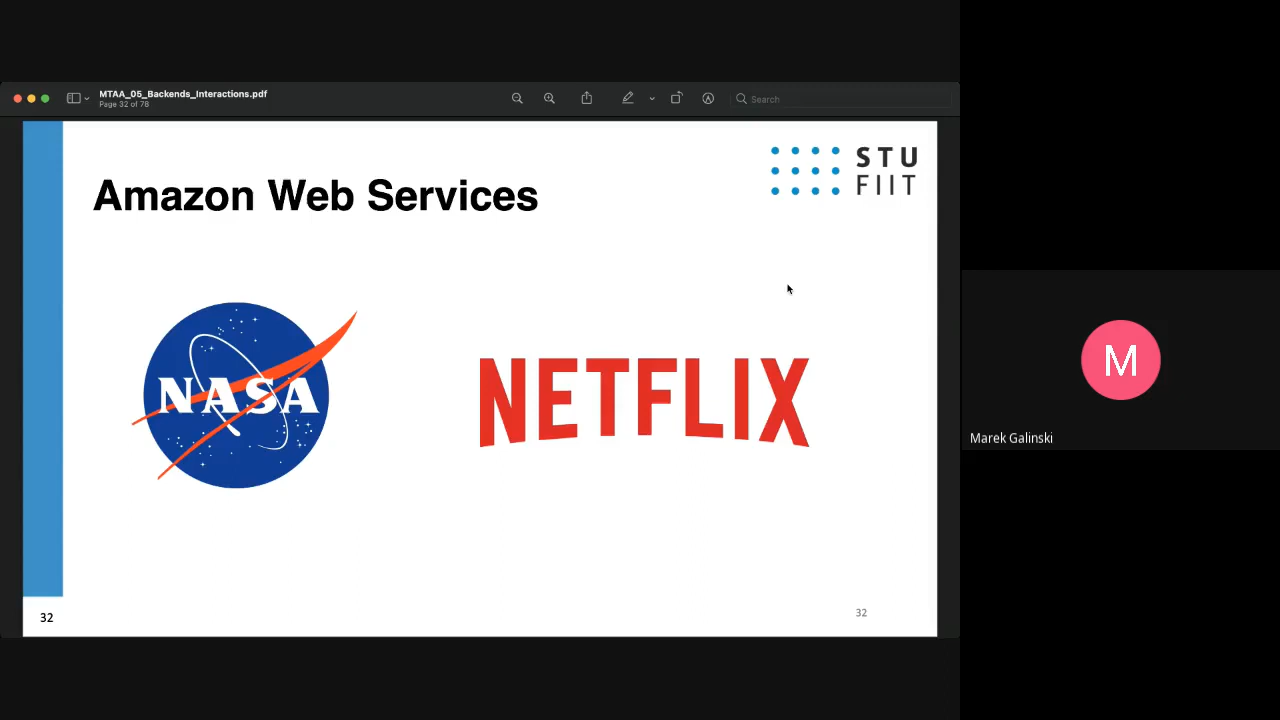 MTAA_05_Backends_Interactions.pdf
Page 32 of 78
Search
STU
FIIT
Amazon Web Services
NASA
NETFLIX
M
Marek Galinski
32
32